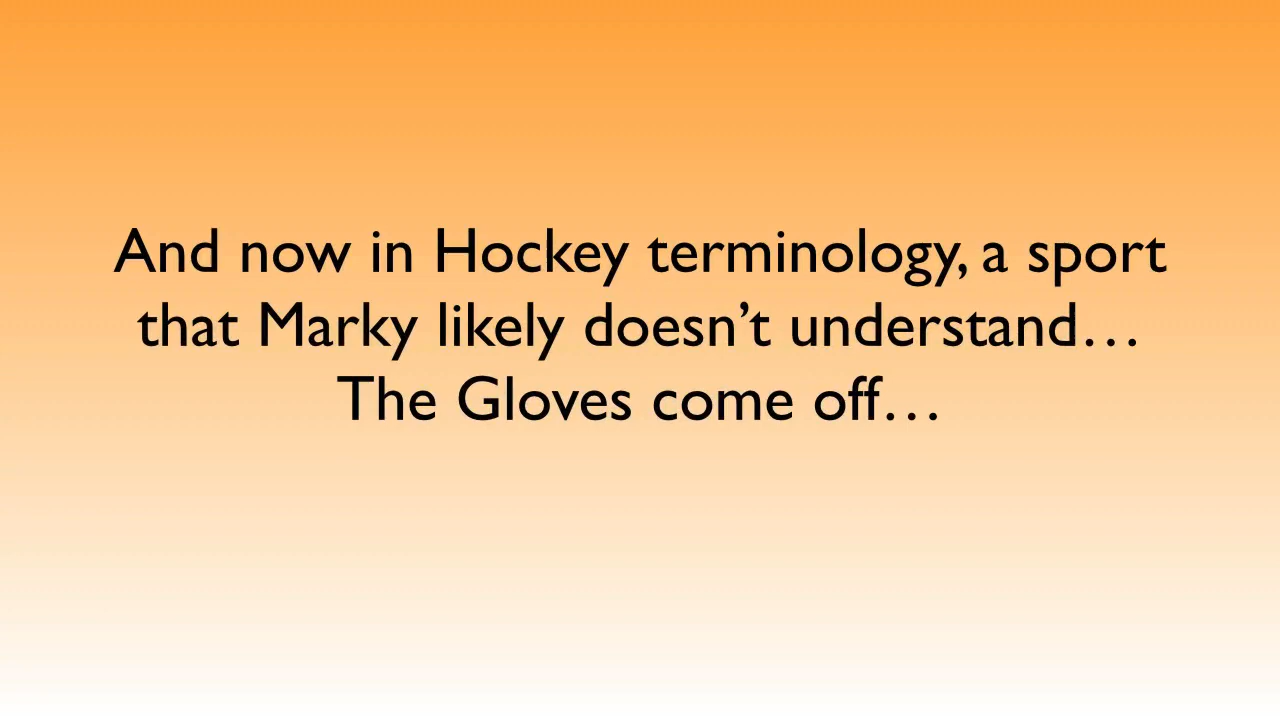 And now in Hockey terminology, a sport
that Marky likely doesn’t understand…
The Gloves come off…